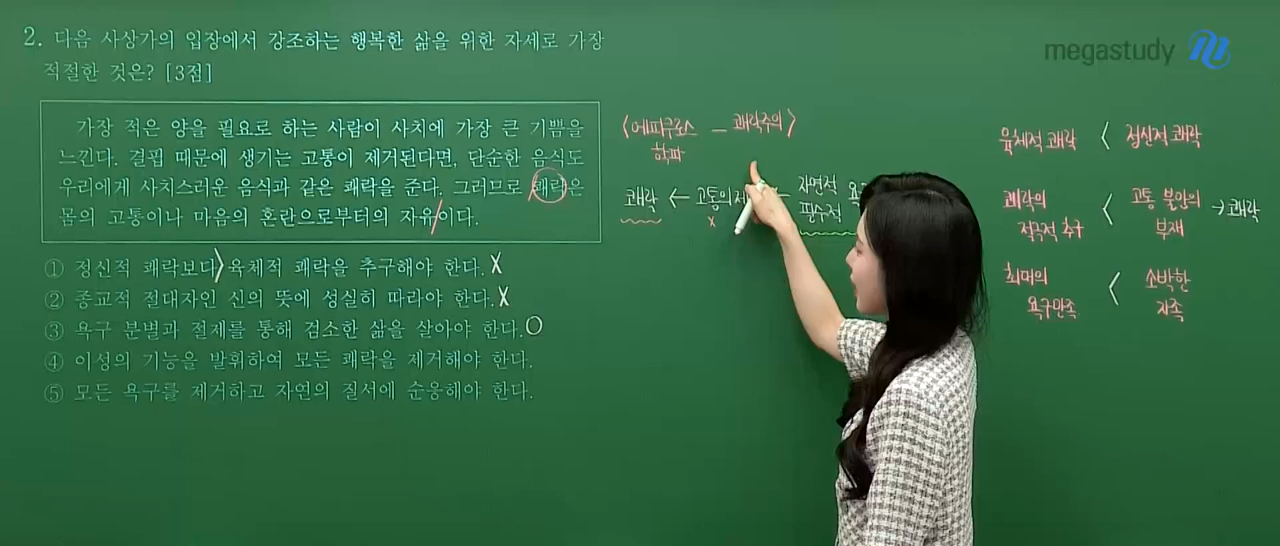 2. 다음 사상가의 입장에서 강조하는 행복한 삶을 위한 자세로 가장
적절한 것은? [3점]
가장 적은 양을 필요로 하는 사람이 사치에 가장 큰 기쁨을
느낀다. 결핍 때문에 생기는 고통이 제거된다면, 단순한 음식도
우리에게 사치스러운 음식과 같은 쾌락을 준다. 그러므로 쾌락은
몸의 고통이나 마음의 혼란으로부터의 자유이다.
① 정신적 쾌락보다 > 육체적 쾌락을 추구해야 한다. X
② 종교적 절대자인 신의 뜻에 성실히 따라야 한다. X
③ 욕구 분별과 절제를 통해 검소한 삶을 살아야 한다. O
④ 이성의 기능을 발휘하여 모든 쾌락을 제거해야 한다.
⑤ 모든 욕구를 제거하고 자연의 질서에 순응해야 한다.
<에피쿠로스 — 쾌락주의>
학파
쾌락 ← 고통의 ← 자연적
x 필수적
megastudy
육체적 쾌락 < 정신적 쾌락
쾌락의 < 고통 불안의 → 쾌락
적극적 추구 부재
최대의 < 소박한
욕구만족 자족